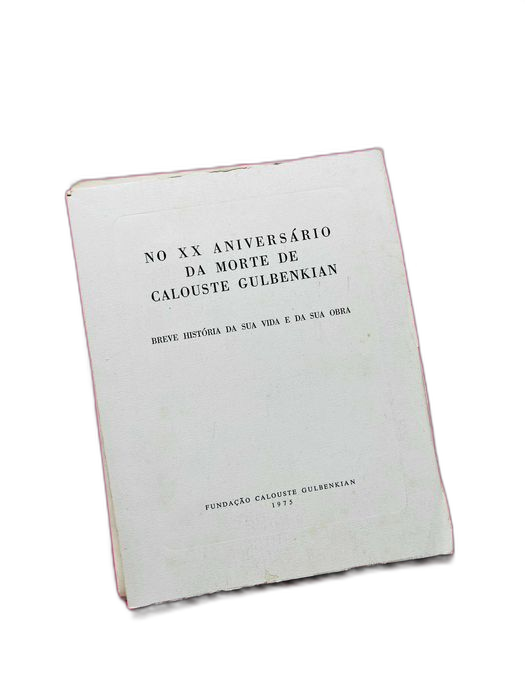 NO XX ANIVERSÁRIO
DA MORTE DE
CALOUSTE GULBENKIAN
BREVE HISTÓRIA DA SUA VIDA E DA SUA OBRA
FUNDAÇÃO CALOUSTE GULBENKIAN
1975